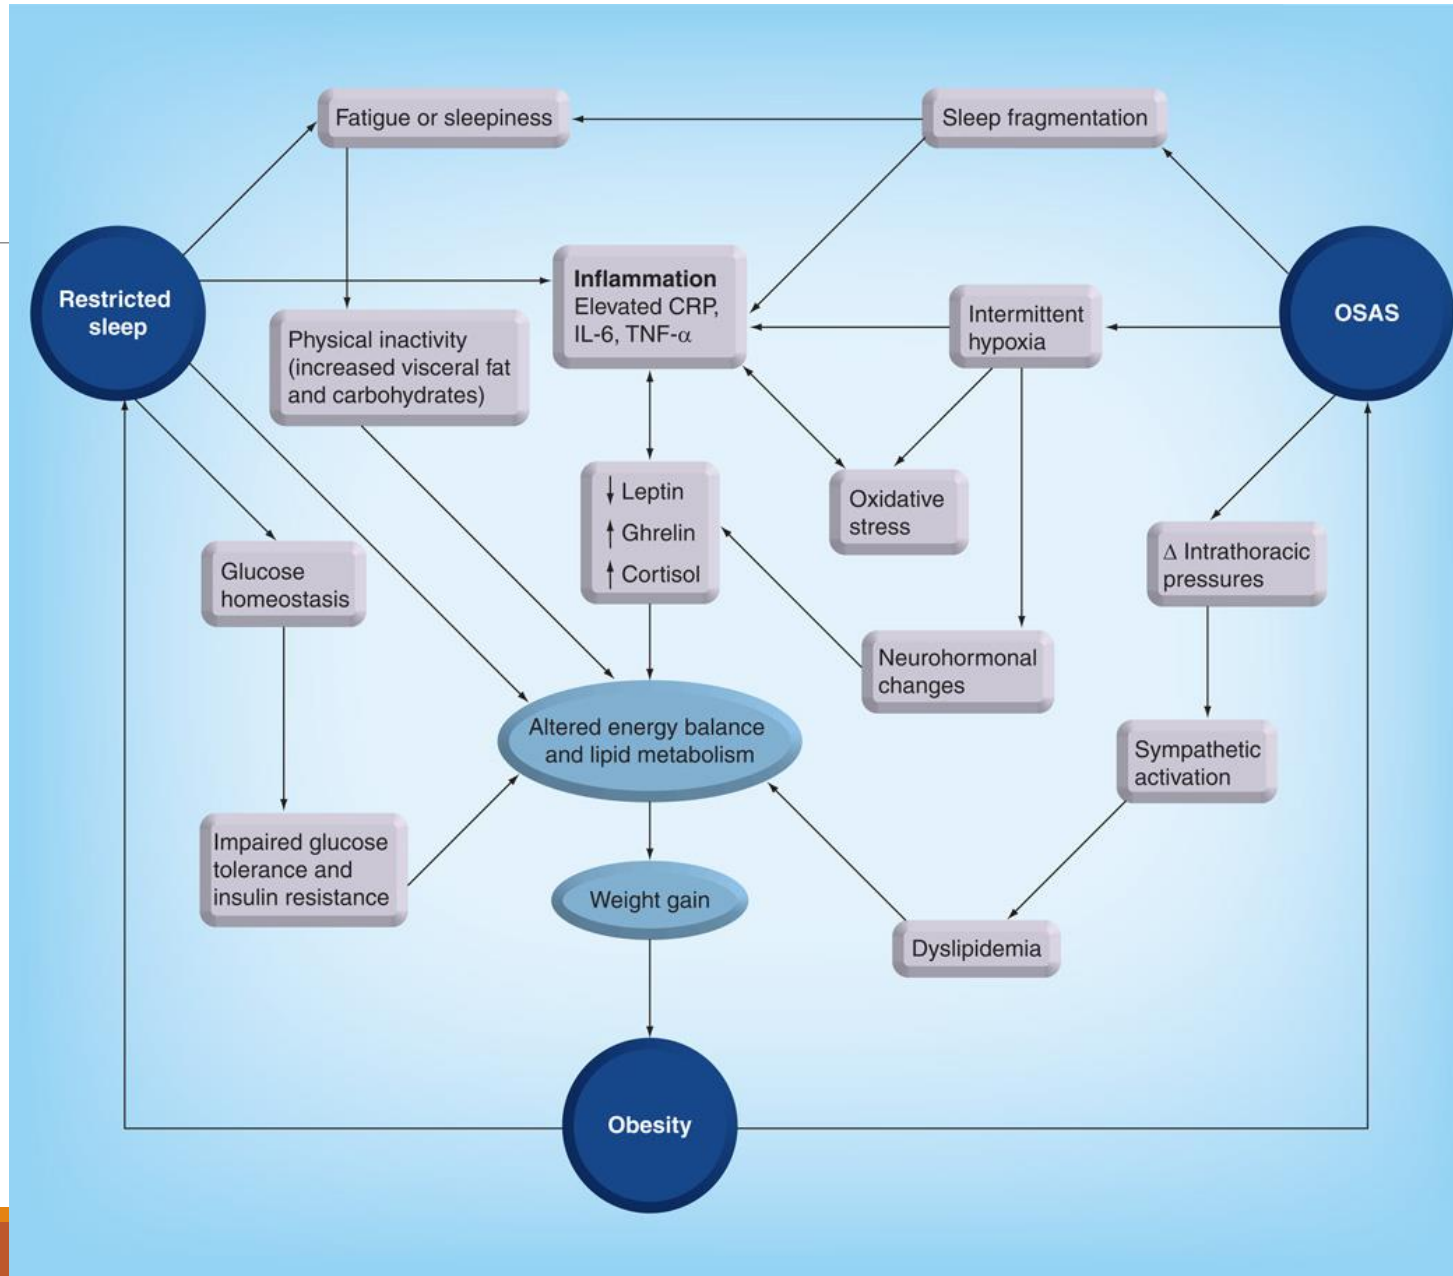 Fatigue or sleepiness
Sleep fragmentation
Restricted
sleep
Inflammation
Elevated CRP,
IL-6, TNF-α
Intermittent
hypoxia
OSAS
Physical inactivity
(increased visceral fat
and carbohydrates)
↓ Leptin
↑ Ghrelin
↑ Cortisol
Oxidative
stress
Δ Intrathoracic
pressures
Glucose
homeostasis
Neurohormonal
changes
Altered energy balance
and lipid metabolism
Sympathetic
activation
Impaired glucose
tolerance and
insulin resistance
Weight gain
Dyslipidemia
Obesity